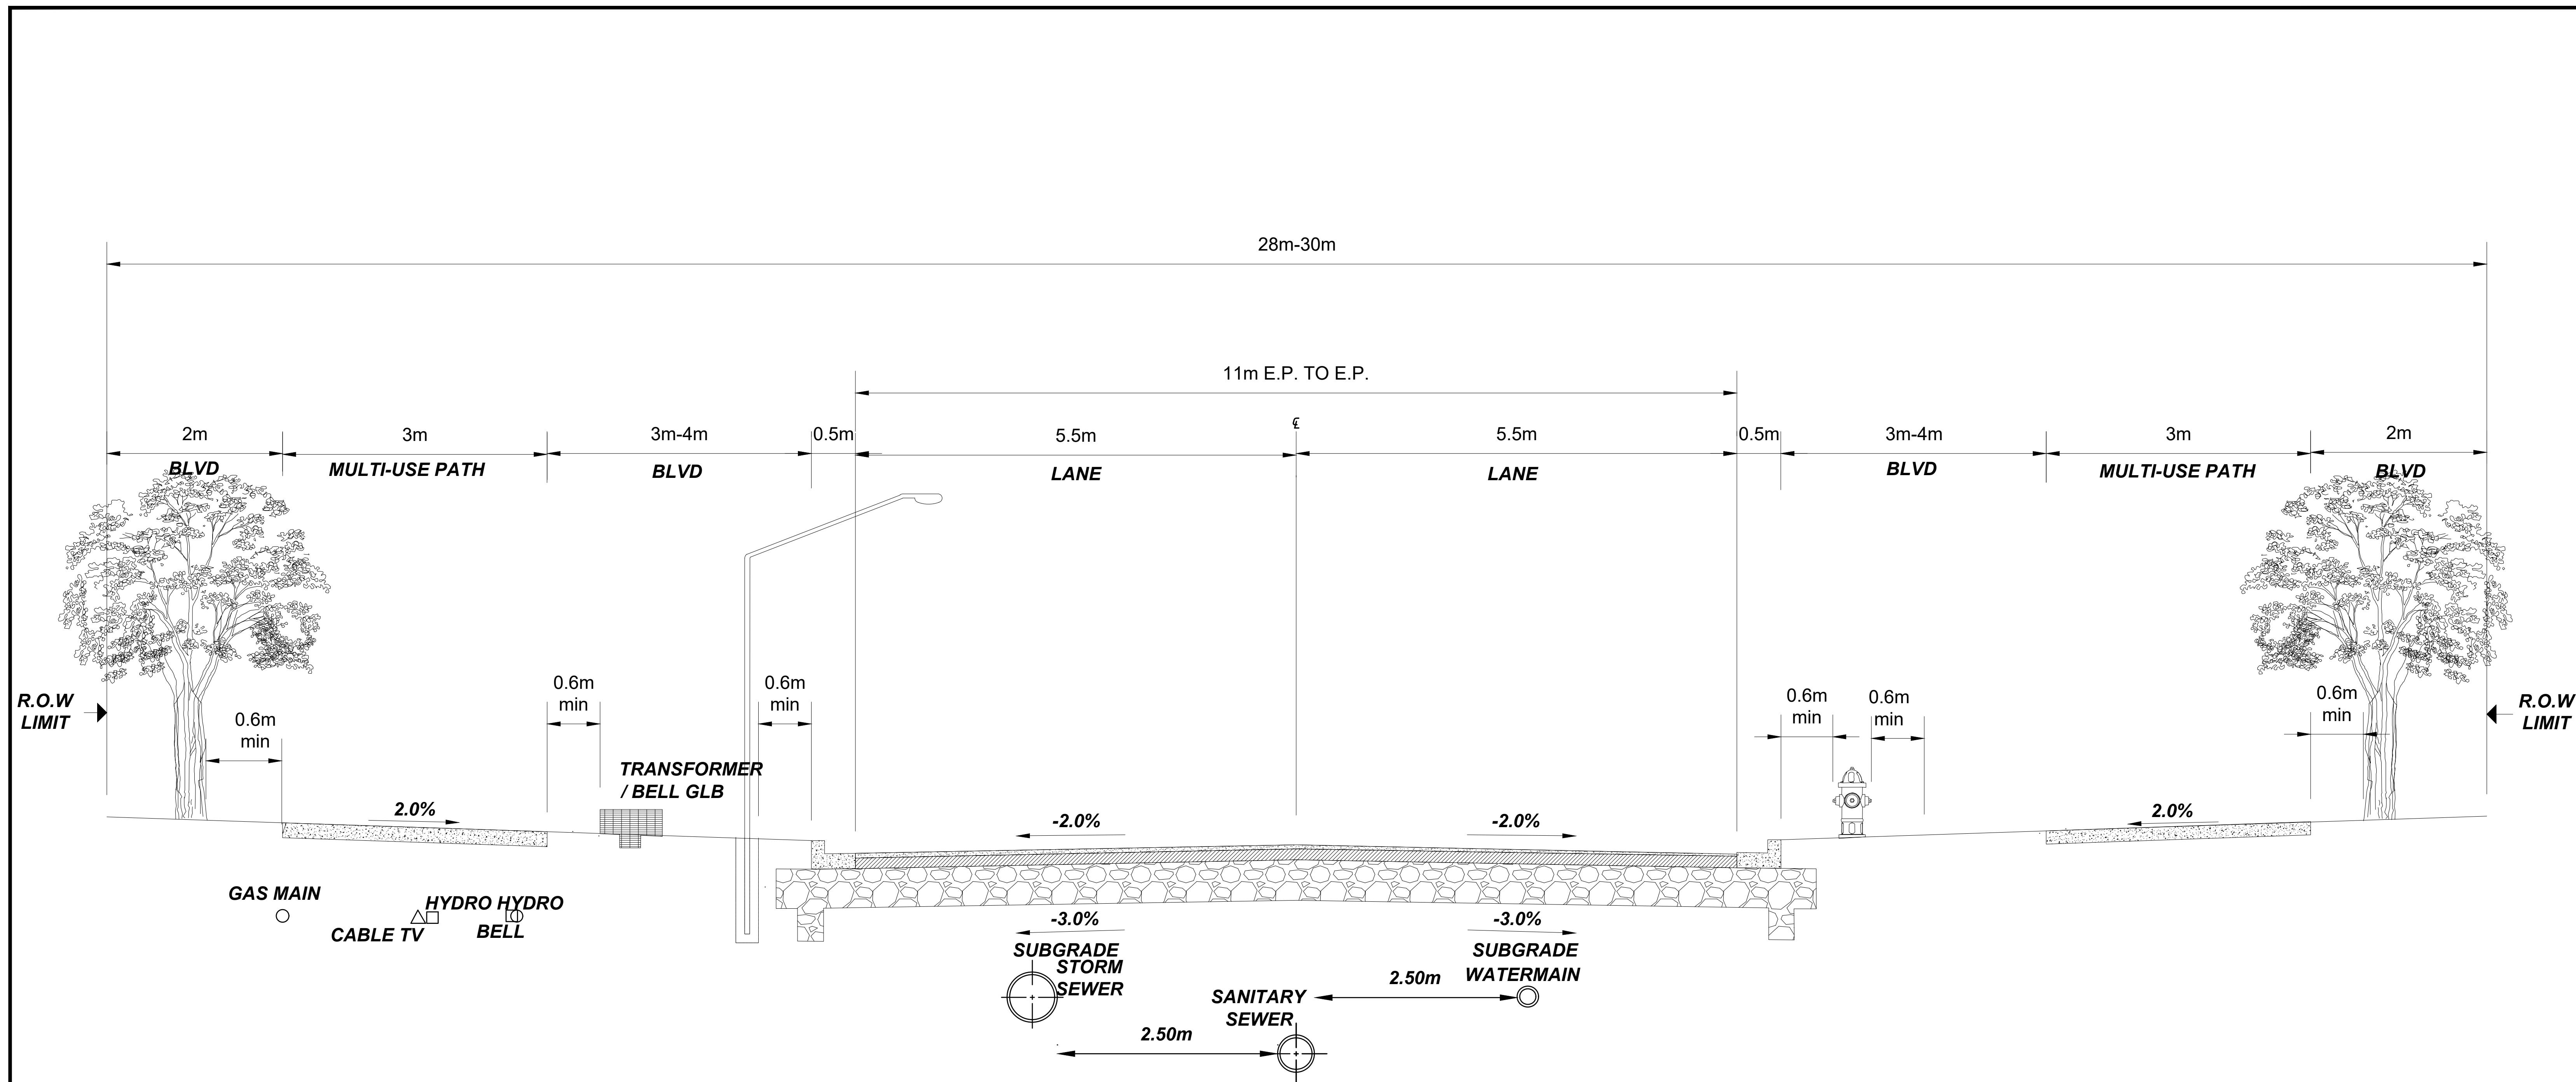 28m-30m
11m E.P. TO E.P.
℄
2m
3m
3m-4m
0.5m
5.5m
5.5m
0.5m
3m-4m
3m
2m
BLVD
MULTI-USE PATH
BLVD
LANE
LANE
BLVD
MULTI-USE PATH
BLVD
R.O.W
LIMIT
0.6m
min
0.6m
min
0.6m
min
0.6m
min
0.6m
min
0.6m
min
R.O.W
LIMIT
TRANSFORMER
/ BELL GLB
2.0%
-2.0%
-2.0%
2.0%
GAS MAIN
CABLE TV
HYDRO HYDRO
BELL
-3.0%
SUBGRADE
-3.0%
SUBGRADE
STORM
SEWER
SANITARY
SEWER
2.50m
WATERMAIN
2.50m